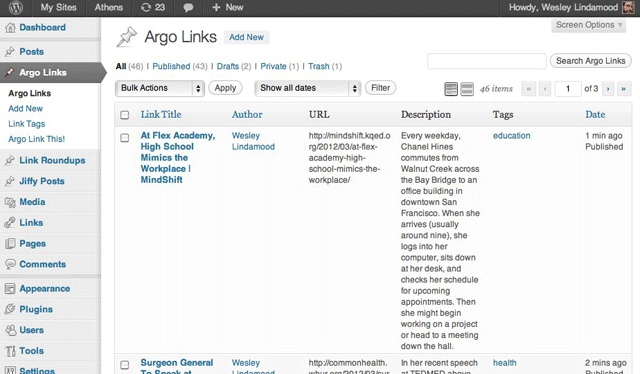 My Sites Athens 23 + New Howdy, Wesley Lindamood
Screen Options
Dashboard
Posts
Argo Links
Argo Links
Add New
Link Tags
Argo Link This!
Link Roundups
Jiffy Posts
Media
Links
Pages
Comments
Appearance
Plugins
Users
Tools
Settings
Argo Links Add New
All (46) | Published (43) | Drafts (2) | Private (1) | Trash (1)
Search Argo Links
Bulk Actions Apply Show all dates Filter 46 items « ‹ 1 of 3 › »
Link Title Author URL Description Tags Date
At Flex Academy,
High School
Mimics the
Workplace |
MindShift
Wesley
Lindamood
http://mindshift.kqed.o
rg/2012/03/at-flex-
academy-high-
school-mimics-the-
workplace/
Every weekday,
Chanel Hines
commutes from
Walnut Creek across
the Bay Bridge to an
office building in
downtown San
Francisco. When she
arrives (usually
around nine), she
logs into her
computer, sits down
at her desk, and
checks her schedule
for upcoming
appointments. Then
she might begin
working on a project
or head to a meeting
down the hall.
education
1 min ago
Published
Surgeon General
To Speak at
Wesley
Lindamood
http://commonhealth.
wbur.org/2012/03/sur
In her recent speech
at TEDMED above
health
2 mins ago
Published